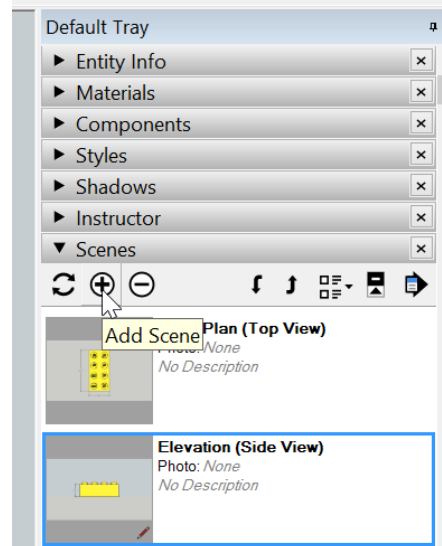 Default Tray
Entity Info
Materials
Components
Styles
Shadows
Instructor
Scenes
Add Scene
Plan (Top View)
Photo: None
No Description
Elevation (Side View)
Photo: None
No Description